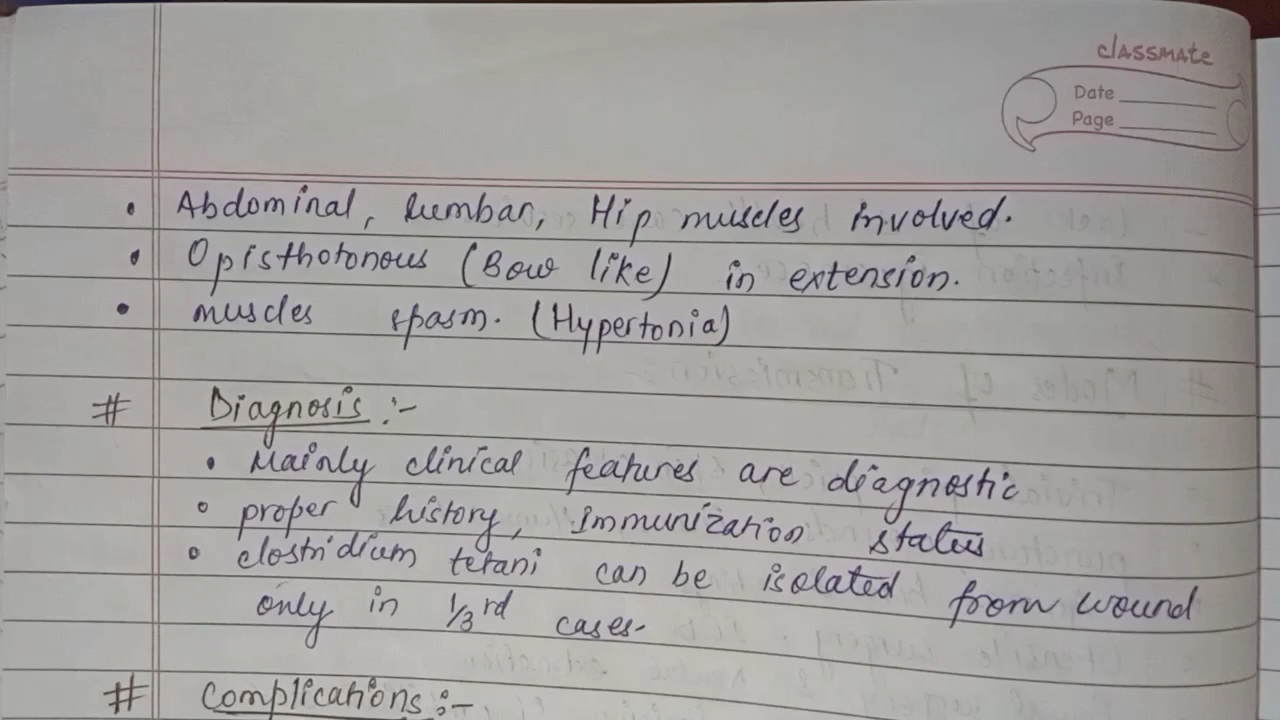 classmate
Date
Page
• Abdominal, Lumbar, Hip muscles involved.
• Opisthotonous (Bow like) in extension.
• muscles spasm. (Hypertonia)
# Diagnosis :-
• Mainly clinical features are diagnostic
• proper history, Immunization status
• clostridium tetani can be isolated from wound
only in 1/3rd cases.
# Complications :-